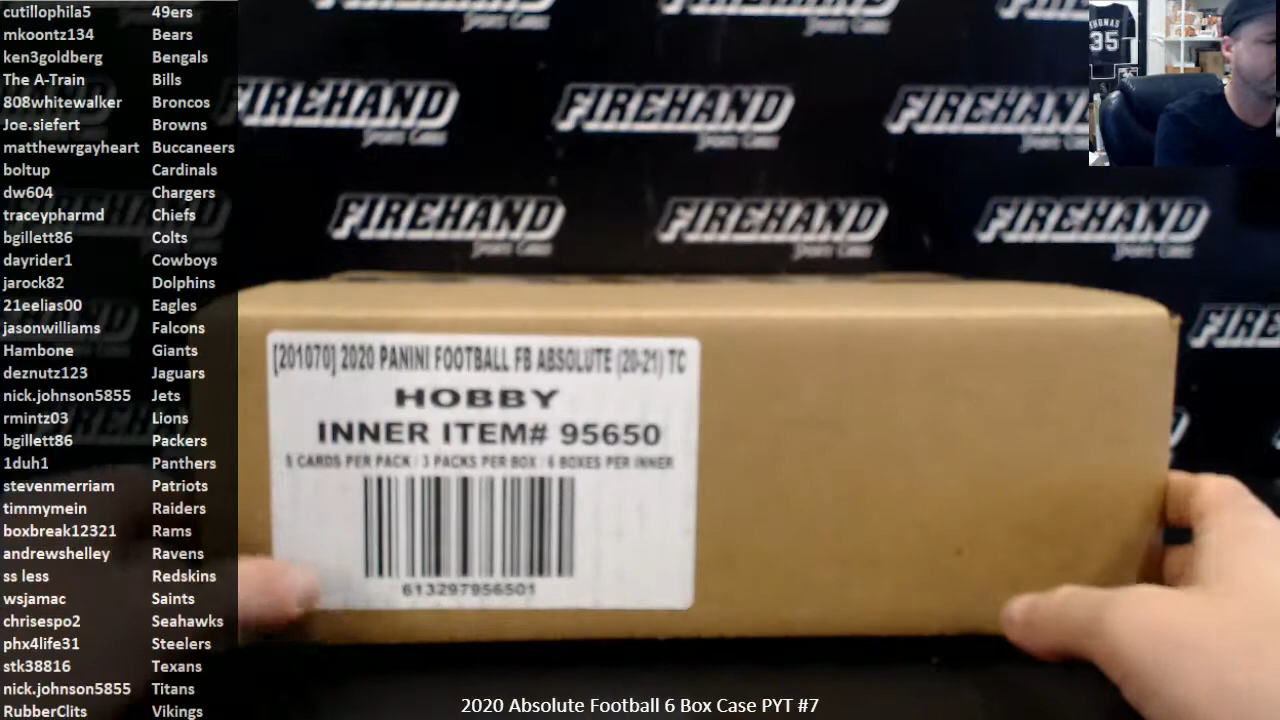 cutillophila5 49ers
mkoontz134 Bears
ken3goldberg Bengals
The A-Train Bills
808whitewalker Broncos
Joe.siefert Browns
matthewrgayheart Buccaneers
boltup Cardinals
dw604 Chargers
traceypharmd Chiefs
bgillett86 Colts
dayrider1 Cowboys
jarock82 Dolphins
21eelias00 Eagles
jasonwilliams Falcons
Hambone Giants
deznutz123 Jaguars
nick.johnson5855 Jets
rmintz03 Lions
bgillett86 Packers
1duh1 Panthers
stevenmerriam Patriots
timmymein Raiders
boxbreak12321 Rams
andrewshelley Ravens
ss less Redskins
wsjamac Saints
chrisespo2 Seahawks
phx4life31 Steelers
stk38816 Texans
nick.johnson5855 Titans
RubberClits Vikings
FIREHAND FIREHAND FIREHAND
Sports Cards Sports Cards
FIREHAND FIREHAND FIREHAND
THOMAS
35
[201070] 2020 PANINI FOOTBALL FB ABSOLUTE (20-21) TC
HOBBY
INNER ITEM# 95650
5 CARDS PER PACK / 3 PACKS PER BOX / 6 BOXES PER INNER
613297956501
2020 Absolute Football 6 Box Case PYT #7